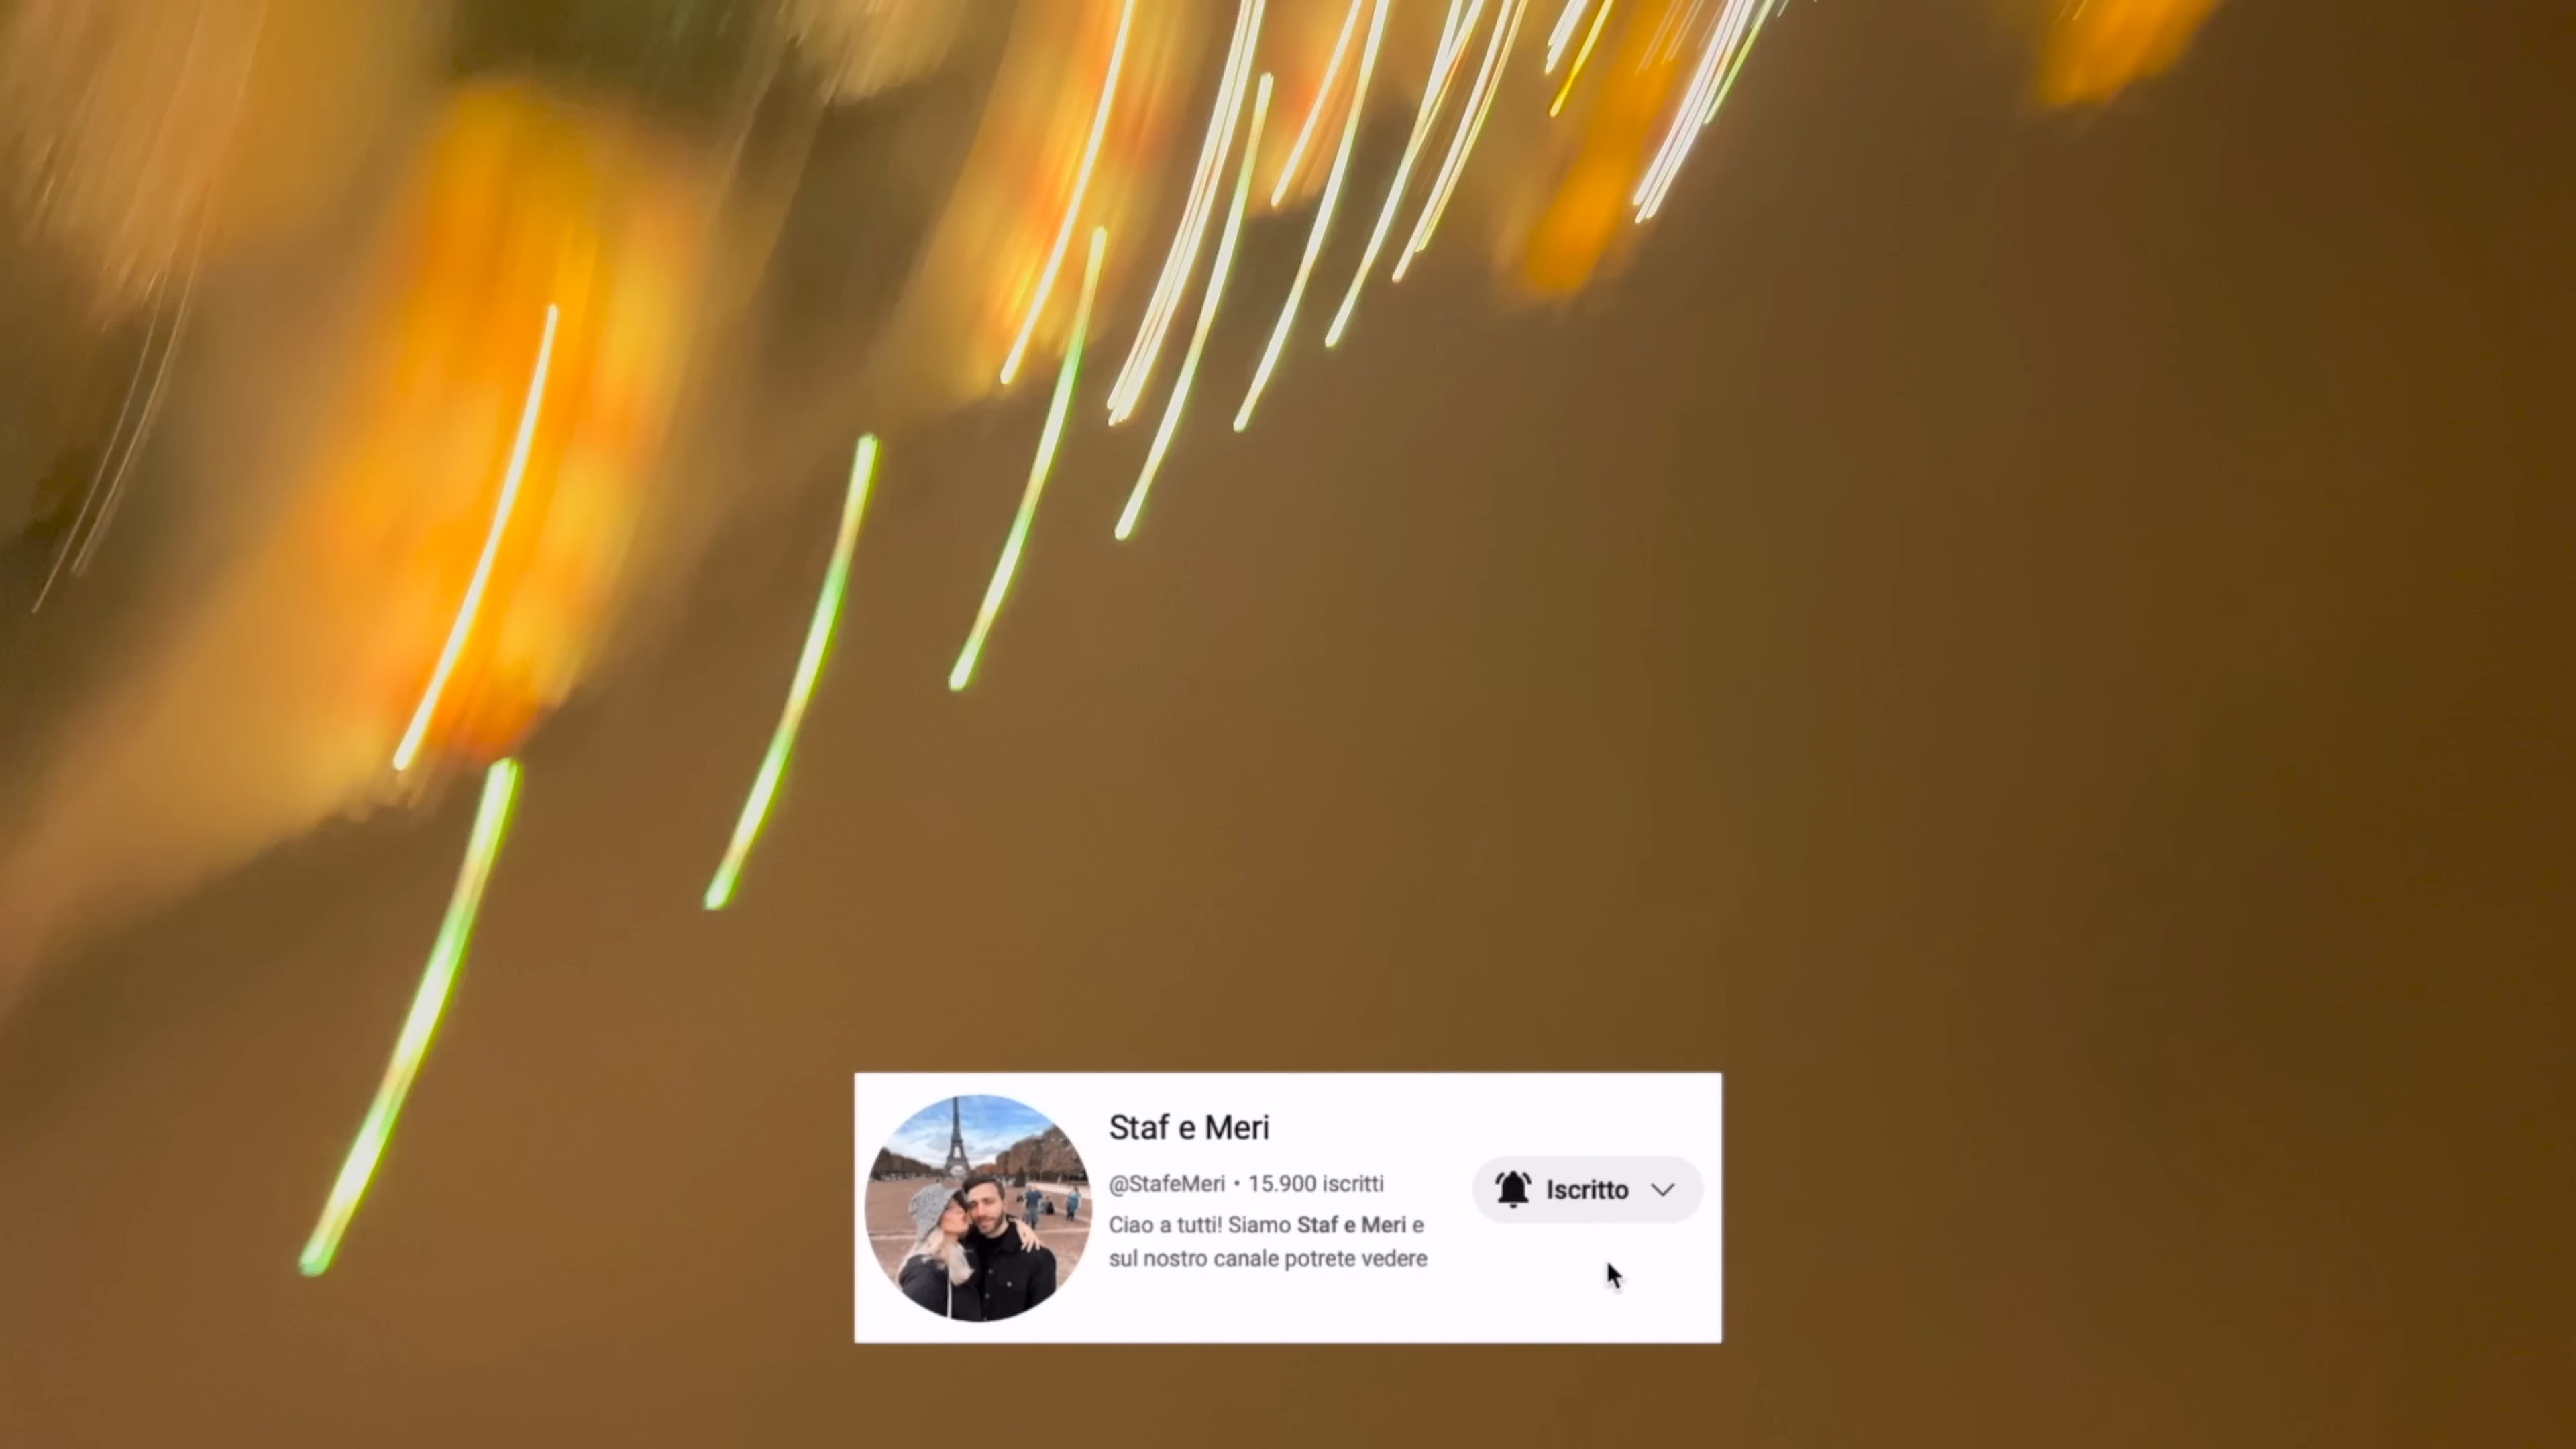 Staf e Meri
@StafeMeri • 15.900 iscritti
Iscritto
Ciao a tutti! Siamo Staf e Meri e
sul nostro canale potrete vedere